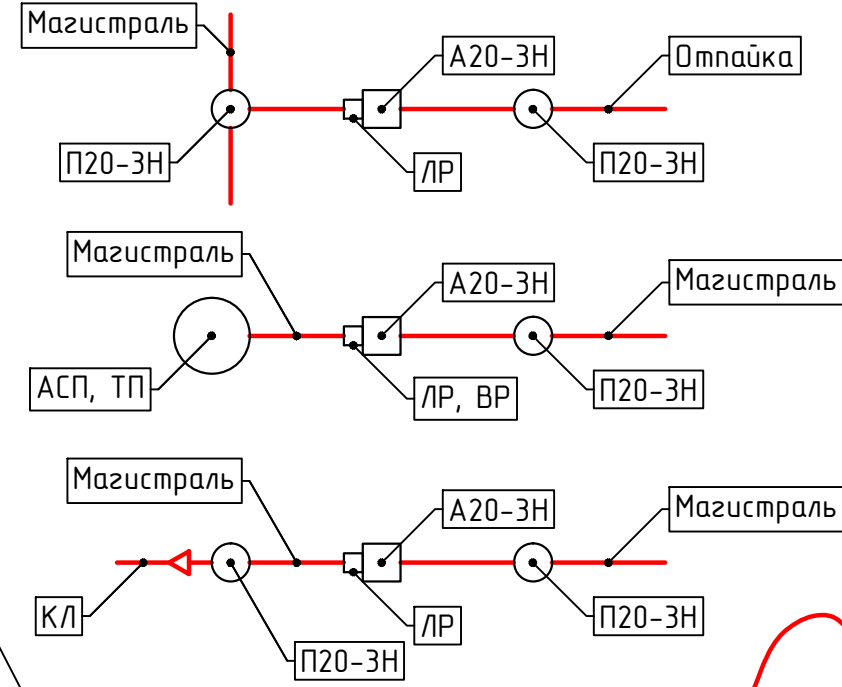 Магистраль
А20-3Н
Отпайка
П20-3Н
ЛР
П20-3Н
Магистраль
А20-3Н
Магистраль
АСП, ТП
ЛР, ВР
П20-3Н
Магистраль
А20-3Н
Магистраль
КЛ
ЛР
П20-3Н
П20-3Н